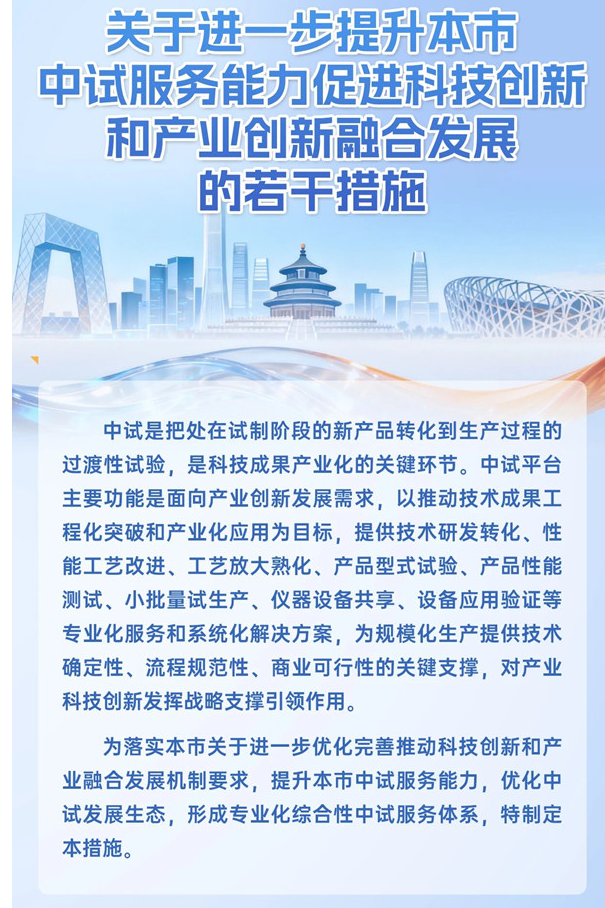 关于进一步提升本市
中试服务能力促进科技创新
和产业创新融合发展
的若干措施
中试是把处在试制阶段的新产品转化到生产过程的
过渡性试验，是科技成果产业化的关键环节。中试平台
主要功能是面向产业创新发展需求，以推动技术成果工
程化突破和产业化应用为目标，提供技术研发转化、性
能工艺改进、工艺放大熟化、产品型式试验、产品性能
测试、小批量试生产、仪器设备共享、设备应用验证等
专业化服务和系统化解决方案，为规模化生产提供技术
确定性、流程规范性、商业可行性的关键支撑，对产业
科技创新发挥战略支撑引领作用。
为落实本市关于进一步优化完善推动科技创新和产
业融合发展机制要求，提升本市中试服务能力，优化中
试发展生态，形成专业化综合性中试服务体系，特制定
本措施。